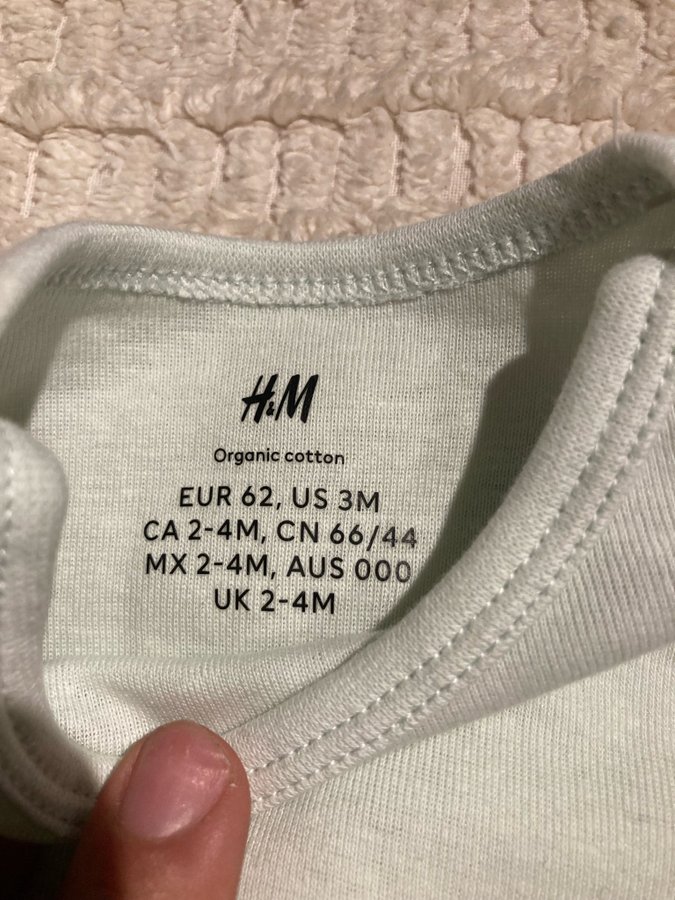 H&M
Organic cotton
EUR 62, US 3M
CA 2-4M, CN 66/44
MX 2-4M, AUS 000
UK 2-4M